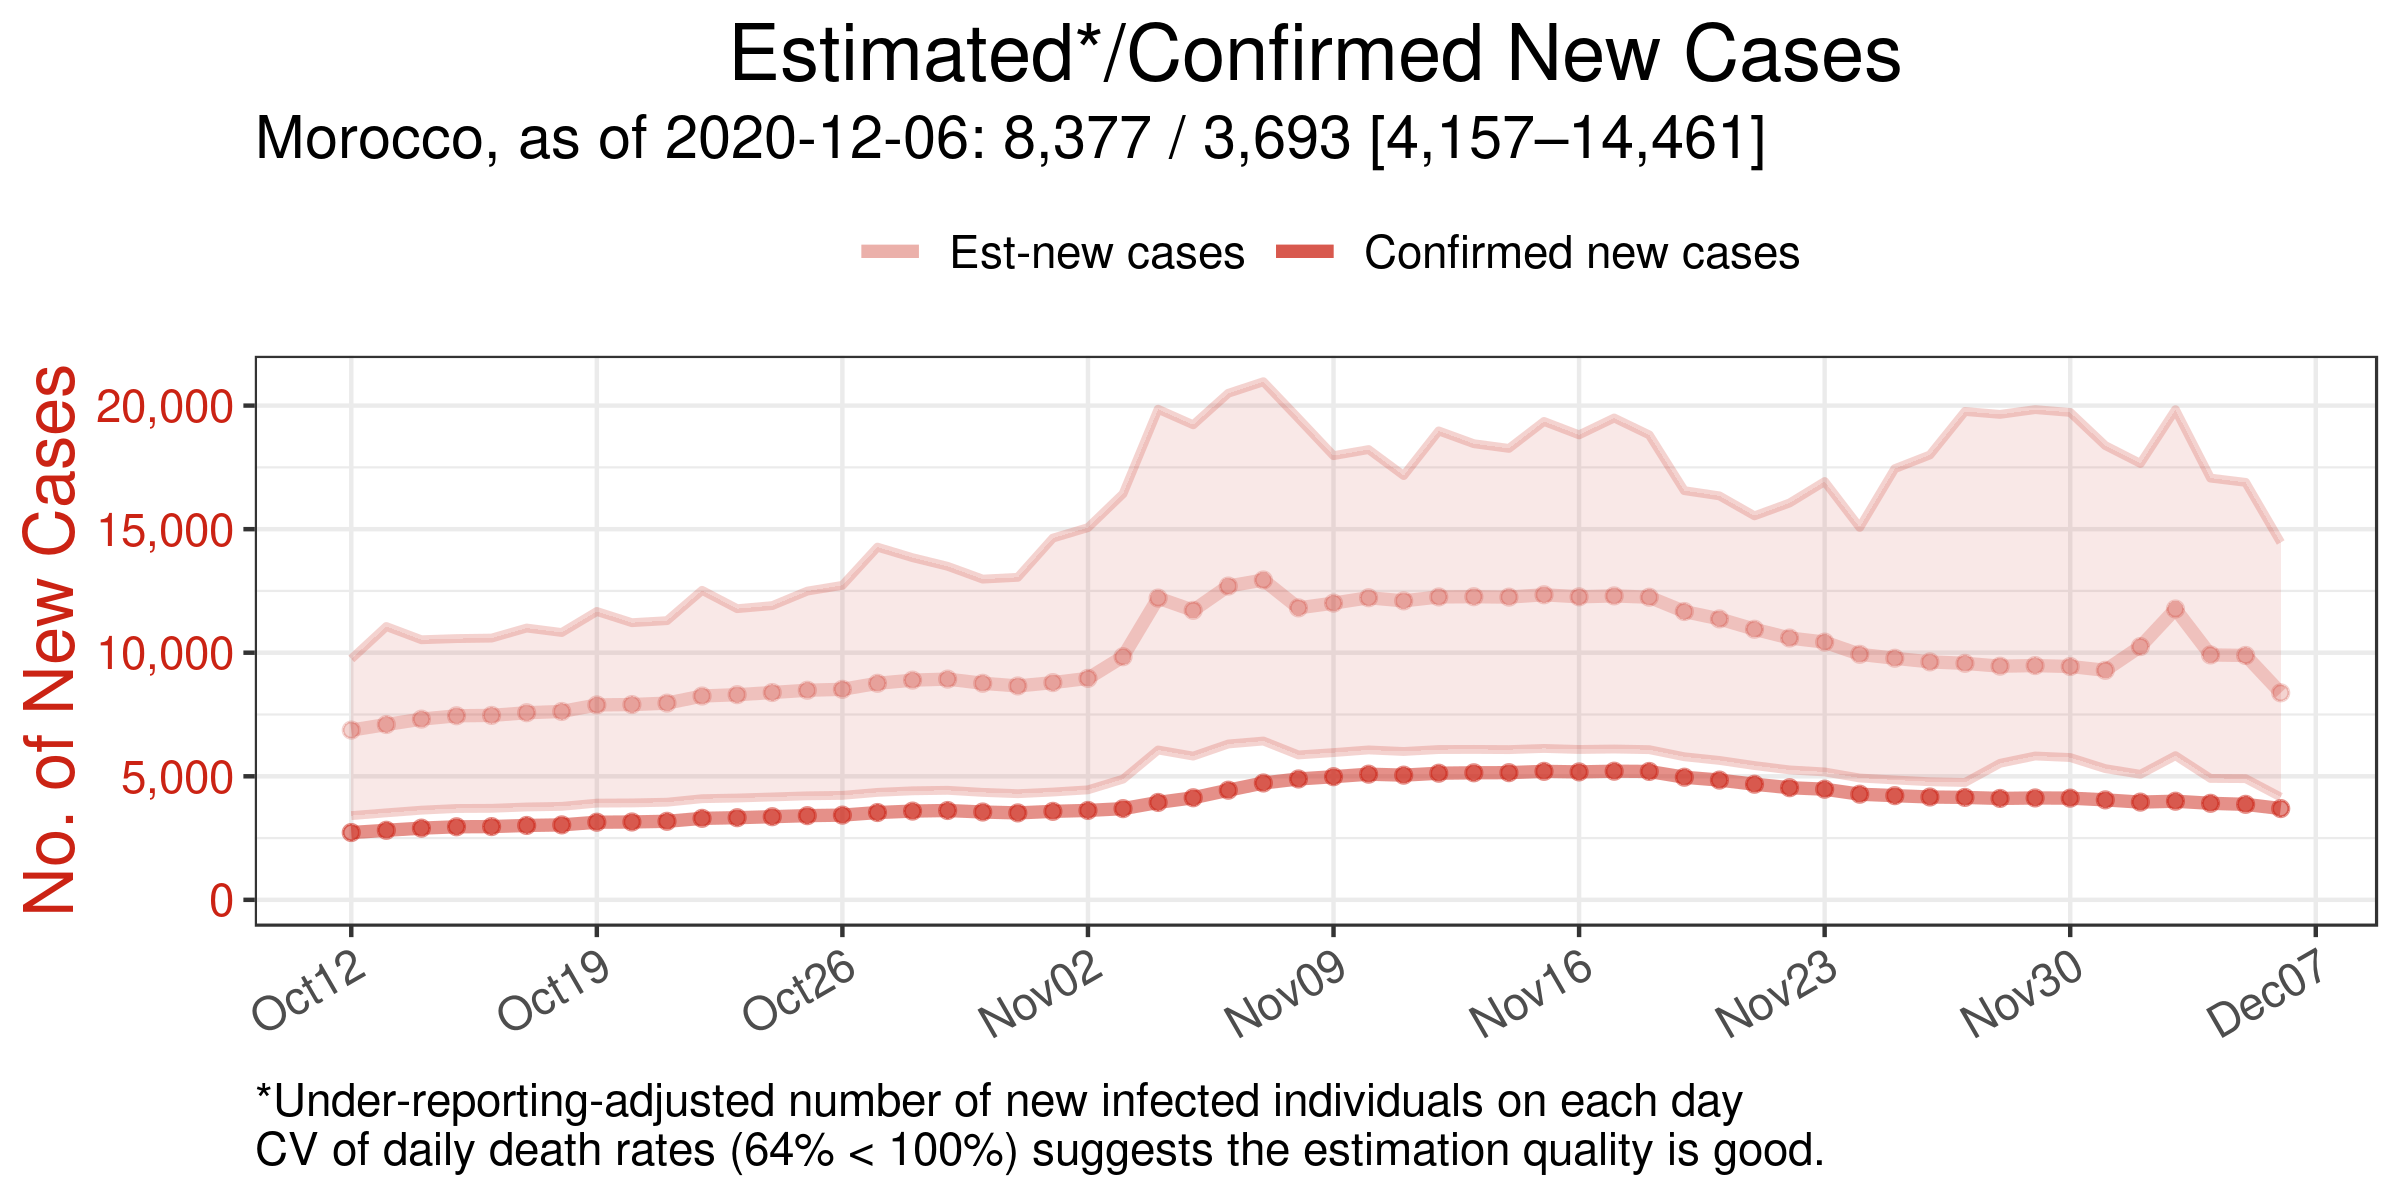 Estimated*/Confirmed New Cases
Morocco, as of 2020-12-06: 8,377 / 3,693 [4,157–14,461]
Est-new cases
Confirmed new cases
No. of New Cases
20,000
15,000
10,000
5,000
0
Oct12
Oct19
Oct26
Nov02
Nov09
Nov16
Nov23
Nov30
Dec07
*Under-reporting-adjusted number of new infected individuals on each day
CV of daily death rates (64% < 100%) suggests the estimation quality is good.